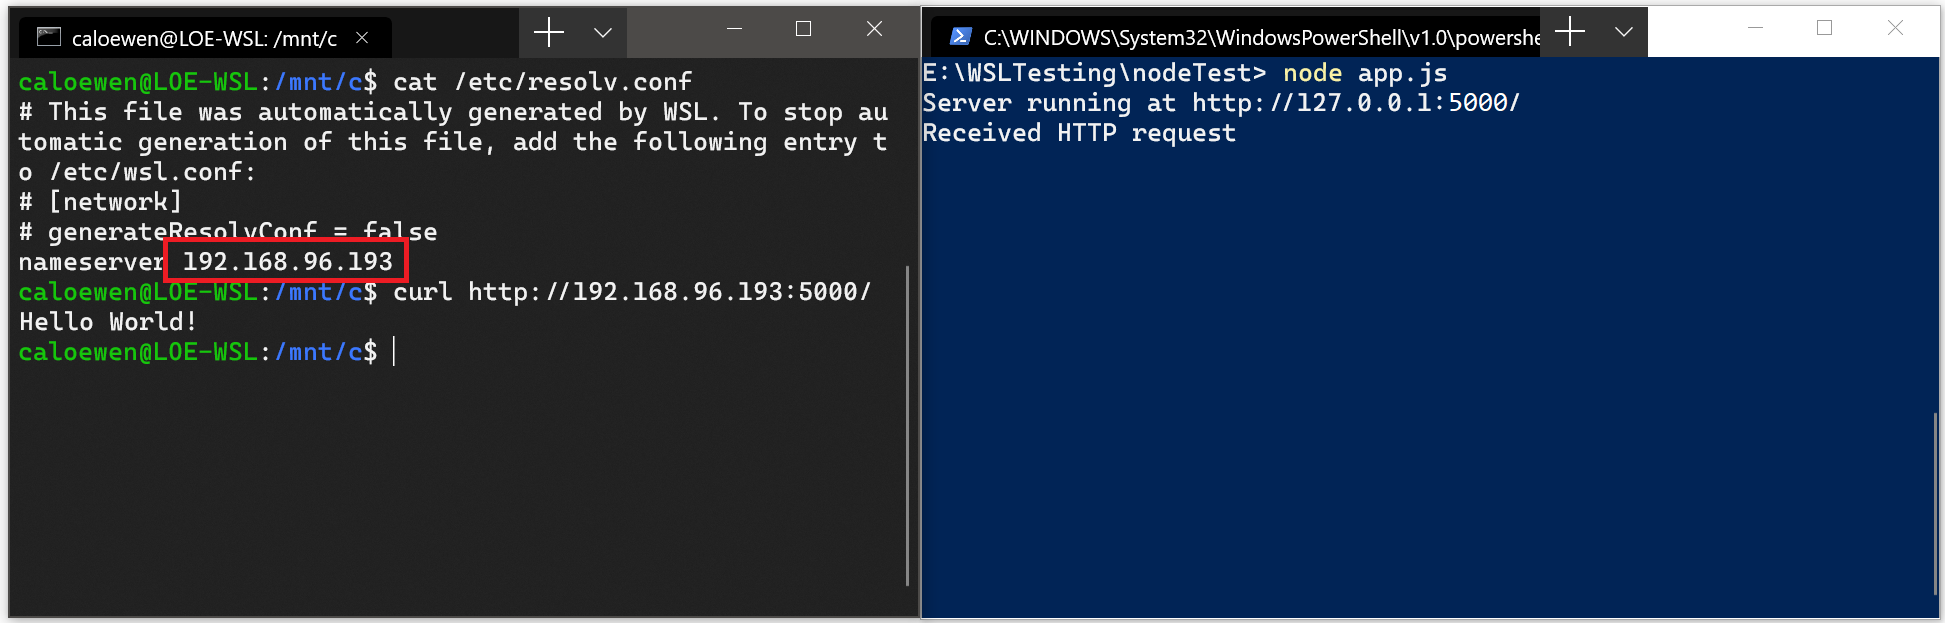 caloewen@LOE-WSL: /mnt/c
caloewen@LOE-WSL:/mnt/c$ cat /etc/resolv.conf
# This file was automatically generated by WSL. To stop au
tomatic generation of this file, add the following entry t
o /etc/wsl.conf:
# [network]
# generateResolvConf = false
nameserver 192.168.96.193
caloewen@LOE-WSL:/mnt/c$ curl http://192.168.96.193:5000/
Hello World!
caloewen@LOE-WSL:/mnt/c$
C:\WINDOWS\System32\WindowsPowerShell\v1.0\powershe
E:\WSLTesting\nodeTest> node app.js
Server running at http://127.0.0.1:5000/
Received HTTP request